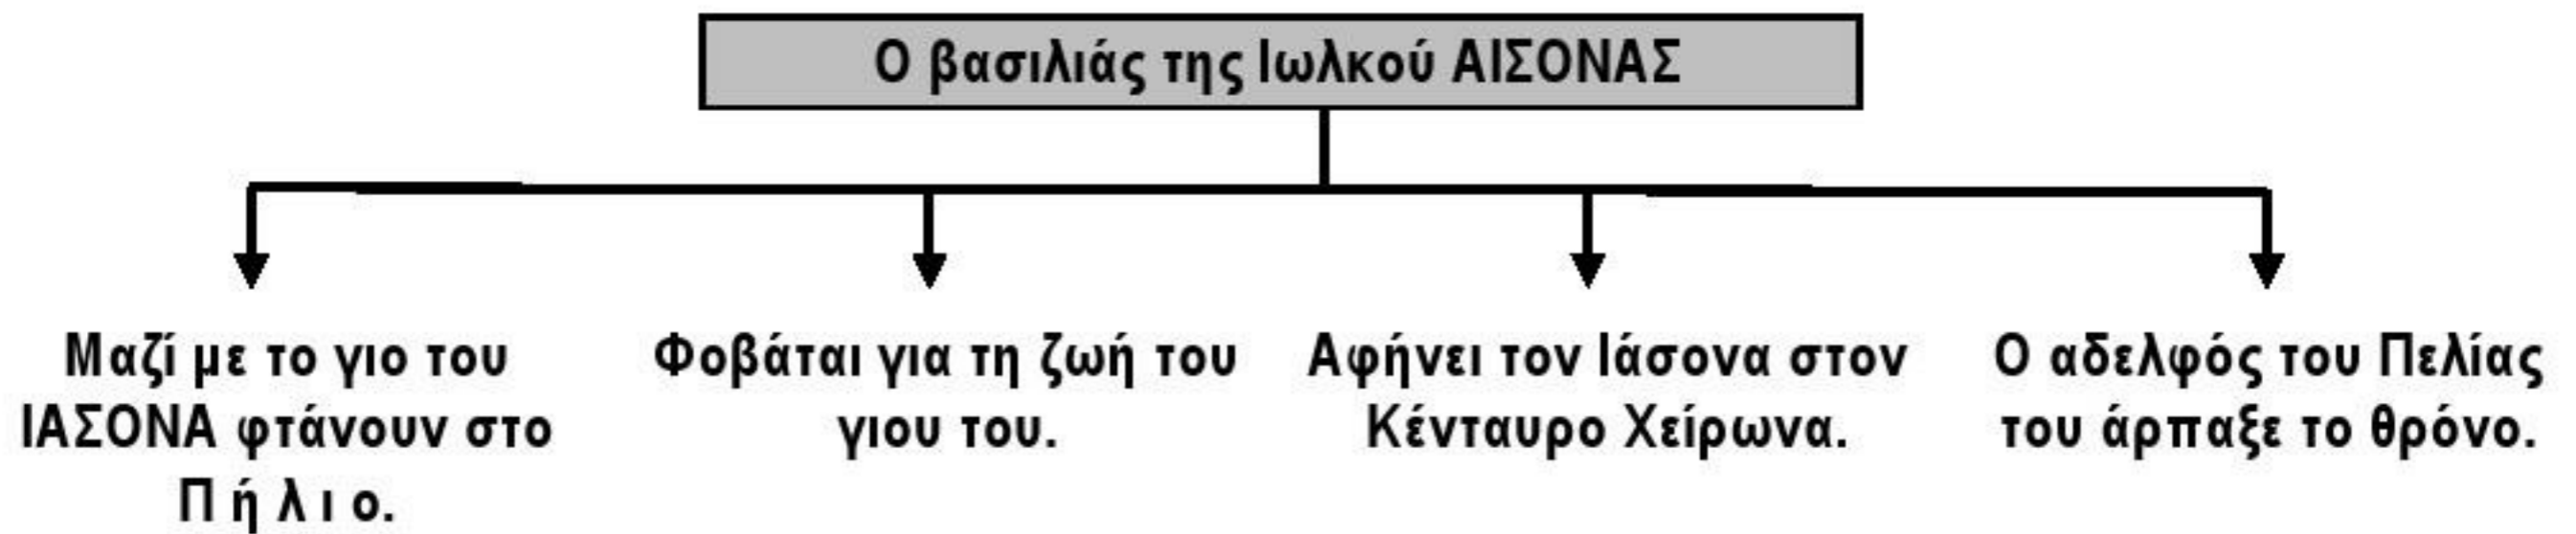 Ο βασιλιάς της Ιωλκού ΑΙΣΟΝΑΣ
Μαζί με το γιο του
ΙΑΣΟΝΑ φτάνουν στο
Π ή λ ι ο.
Φοβάται για τη ζωή του
γιου του.
Αφήνει τον Ιάσονα στον
Κένταυρο Χείρωνα.
Ο αδελφός του Πελίας
του άρπαξε το θρόνο.